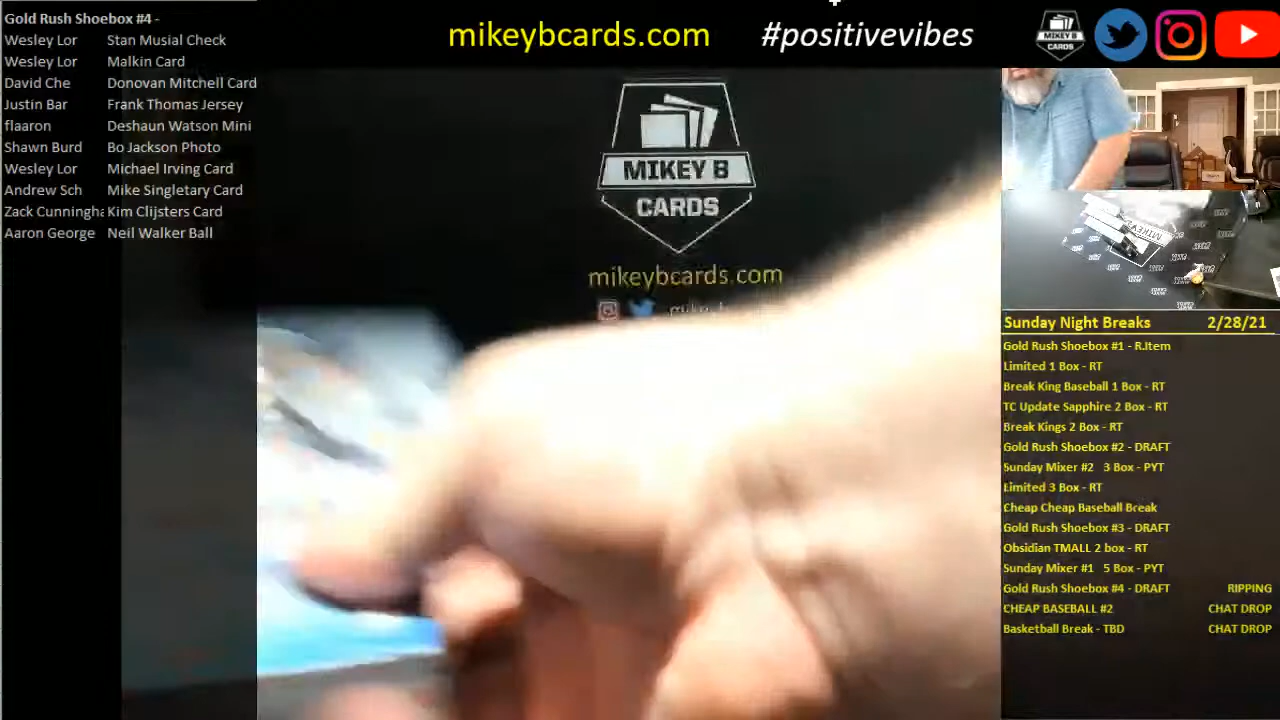 Gold Rush Shoebox #4 -
Wesley Lor Stan Musial Check
Wesley Lor Malkin Card
David Che Donovan Mitchell Card
Justin Bar Frank Thomas Jersey
flaaron Deshaun Watson Mini
Shawn Burd Bo Jackson Photo
Wesley Lor Michael Irving Card
Andrew Sch Mike Singletary Card
Zack Cunningha Kim Clijsters Card
Aaron George Neil Walker Ball
mikeybcards.com #positivevibes
MIKEY B
CARDS
MIKEY B
CARDS
mikeybcards.com
Sunday Night Breaks 2/28/21
Gold Rush Shoebox #1 - R.Item
Limited 1 Box - RT
Break King Baseball 1 Box - RT
TC Update Sapphire 2 Box - RT
Break Kings 2 Box - RT
Gold Rush Shoebox #2 - DRAFT
Sunday Mixer #2 3 Box - PYT
Limited 3 Box - RT
Cheap Cheap Baseball Break
Gold Rush Shoebox #3 - DRAFT
Obsidian TMALL 2 box - RT
Sunday Mixer #1 5 Box - PYT
Gold Rush Shoebox #4 - DRAFT RIPPING
CHEAP BASEBALL #2 CHAT DROP
Basketball Break - TBD CHAT DROP